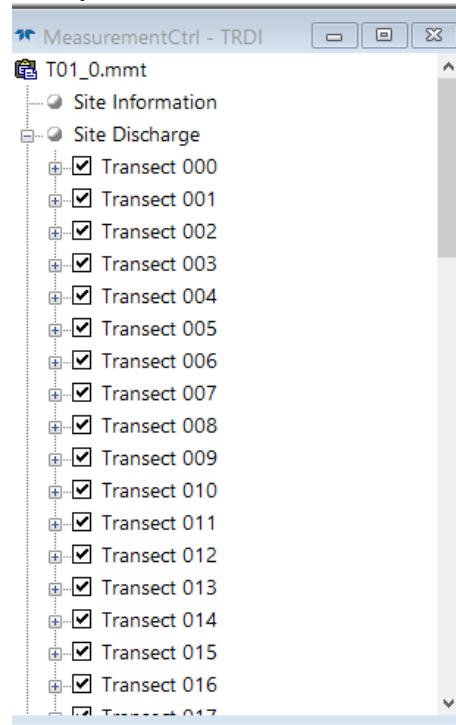 MeasurementCtrl - TRDI
T01_0.mmt
Site Information
Site Discharge
Transect 000
Transect 001
Transect 002
Transect 003
Transect 004
Transect 005
Transect 006
Transect 007
Transect 008
Transect 009
Transect 010
Transect 011
Transect 012
Transect 013
Transect 014
Transect 015
Transect 016
Transect 017